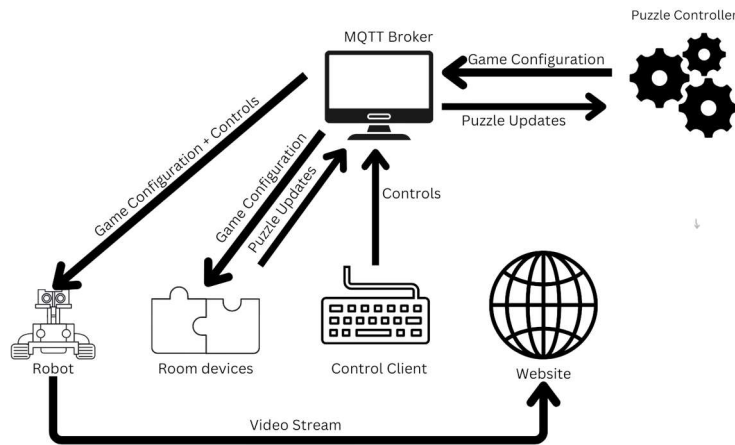 Puzzle Controller
MQTT Broker
Game Configuration
Puzzle Updates
Game Configuration + Controls
Game Configuration
Puzzle Updates
Controls
Robot
Room devices
Control Client
Website
Video Stream